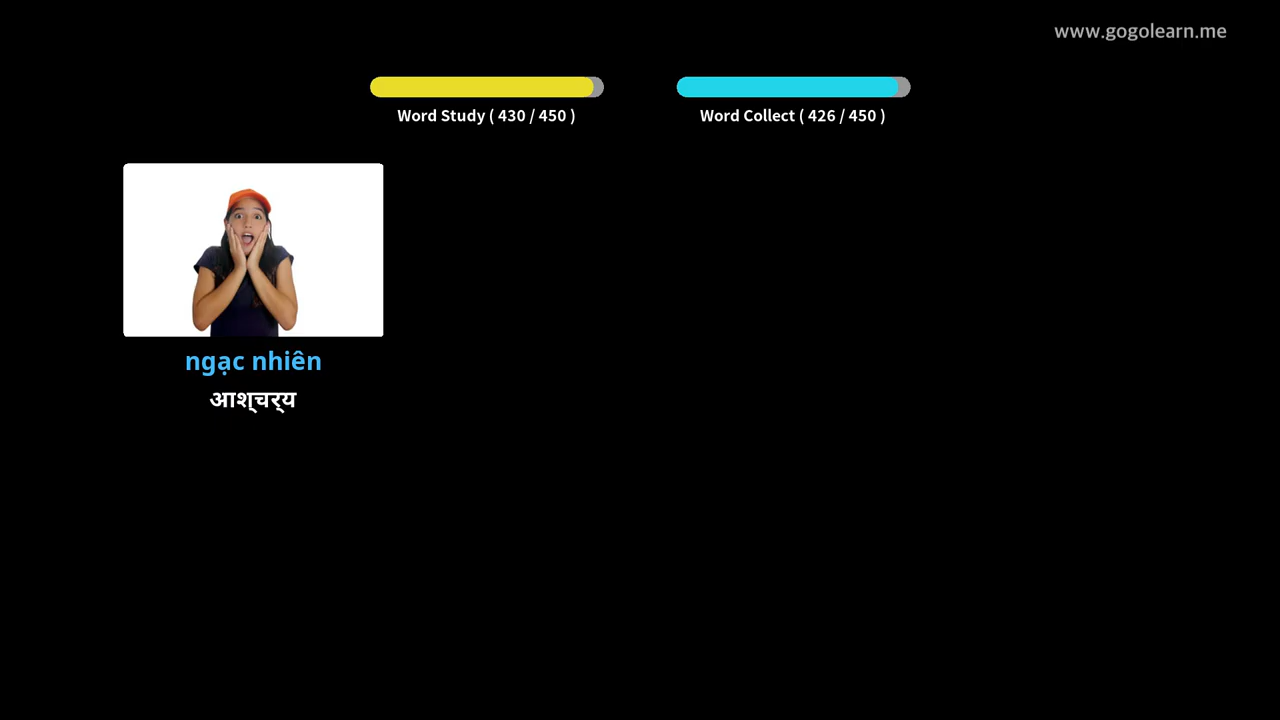 www.gogolearn.me
Word Study ( 430 / 450 )
Word Collect ( 426 / 450 )
ngạc nhiên
आश्चर्य